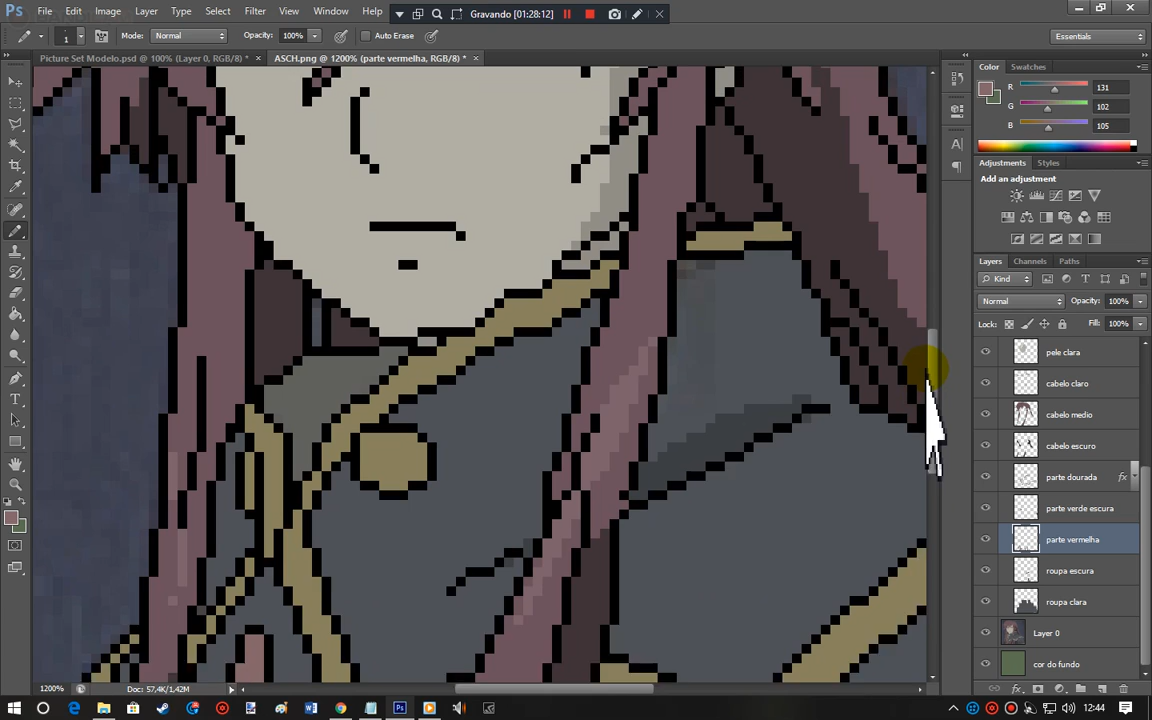 Ps File Edit Image Layer Type Select Filter View Window Help
Gravando [01:28:12]
1 Mode: Normal Opacity: 100% Auto Erase Essentials
Picture Set Modelo.psd @ 100% (Layer 0, RGB/8) * × ASCH.png @ 1200% (parte vermelha, RGB/8) * ×
Color Swatches
R 131
G 102
B 105
Adjustments Styles
Add an adjustment
Layers Channels Paths
Kind
Normal Opacity: 100%
Lock: Fill: 100%
pele clara
cabelo claro
cabelo medio
cabelo escuro
parte dourada fx
parte verde escura
parte vermelha
roupa escura
roupa clara
Layer 0
cor do fundo
1200% Doc: 57,4K/1,42M
12:44